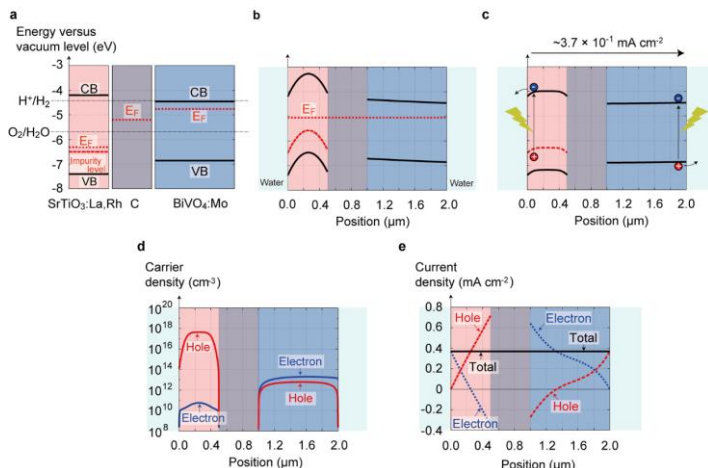 a
Energy versus
vacuum level (eV)
-3
-4
-5
-6
-7
-8
H⁺/H₂
O₂/H₂O
CB
E_F
Impurity level
VB
E_F
CB
E_F
VB
SrTiO₃:La,Rh C BiVO₄:Mo
b
E_F
Water
Water
0.0 0.4 0.8 1.2 1.6 2.0
Position (μm)
c
~3.7 × 10⁻¹ mA cm⁻²
0.0 0.4 0.8 1.2 1.6 2.0
Position (μm)
d
Carrier
density (cm⁻³)
10²⁰
10¹⁸
10¹⁶
10¹⁴
10¹²
10¹⁰
10⁸
Hole
Electron
Electron
Hole
0.0 0.4 0.8 1.2 1.6 2.0
Position (μm)
e
Current
density (mA cm⁻²)
0.8
0.6
0.4
0.2
0
-0.2
-0.4
Hole
Electron
Total
Total
Electron
Hole
0.0 0.4 0.8 1.2 1.6 2.0
Position (μm)